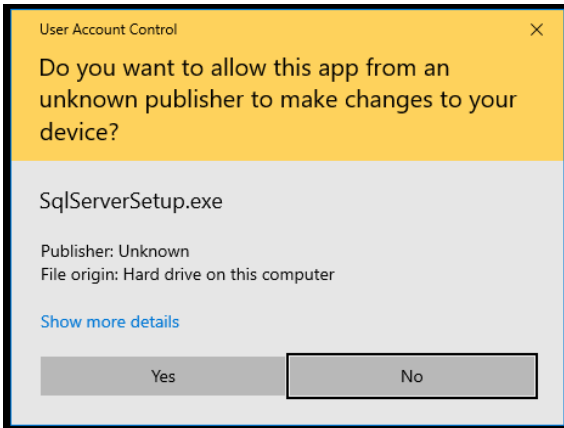 User Account Control
Do you want to allow this app from an
unknown publisher to make changes to your
device?
SqlServerSetup.exe
Publisher: Unknown
File origin: Hard drive on this computer
Show more details
Yes
No